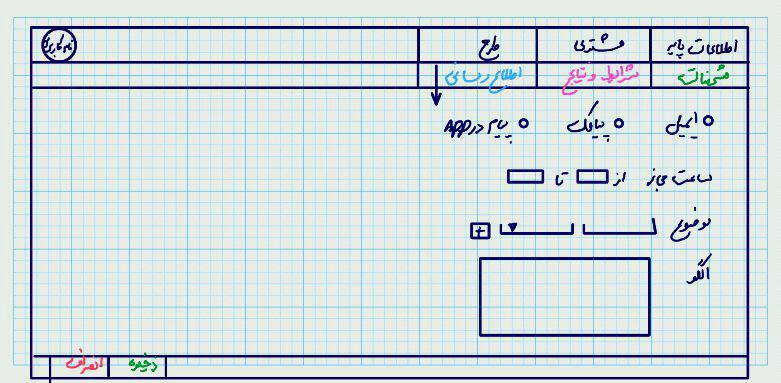 اطلاعات پایه مشتری طرح نام کاربری
مشخصات شرایط و نتایج اطلاع رسانی
ایمیل پیامک پیام در APP
ساعت مجاز از تا
موضوع +
الگو
ذخیره انصراف